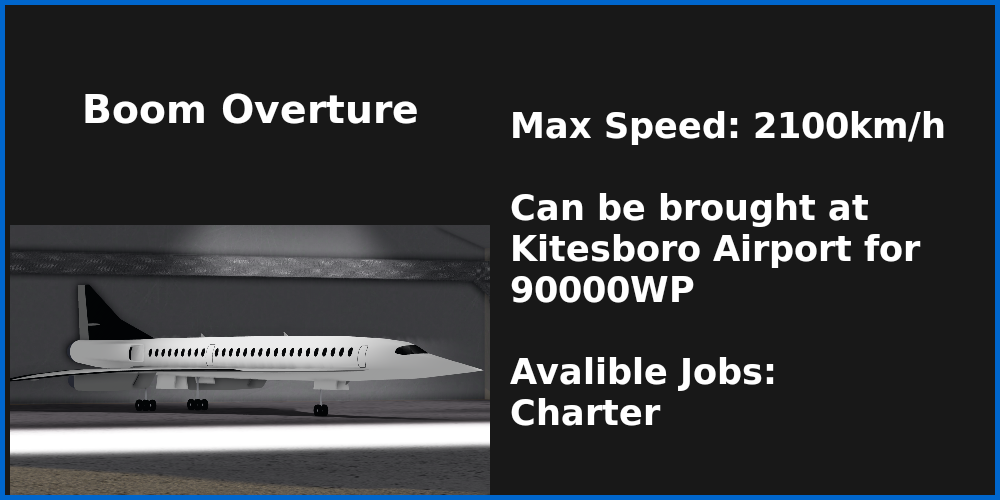 Boom Overture
Max Speed: 2100km/h
Can be brought at
Kitesboro Airport for
90000WP
Avalible Jobs:
Charter